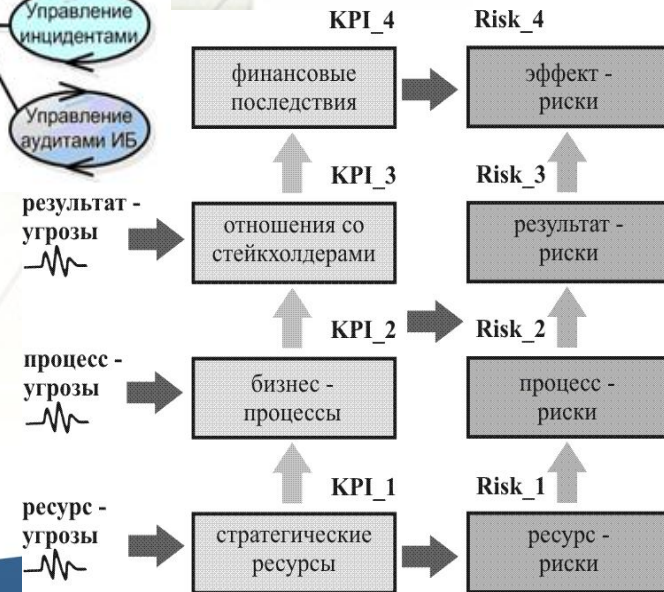 Управление
инцидентами
Управление
аудитами ИБ
KPI_4
Risk_4
финансовые
последствия
эффект -
риски
KPI_3
Risk_3
результат -
угрозы
отношения со
стейкхолдерами
результат -
риски
KPI_2
Risk_2
процесс -
угрозы
бизнес -
процессы
процесс -
риски
KPI_1
Risk_1
ресурс -
угрозы
стратегические
ресурсы
ресурс -
риски